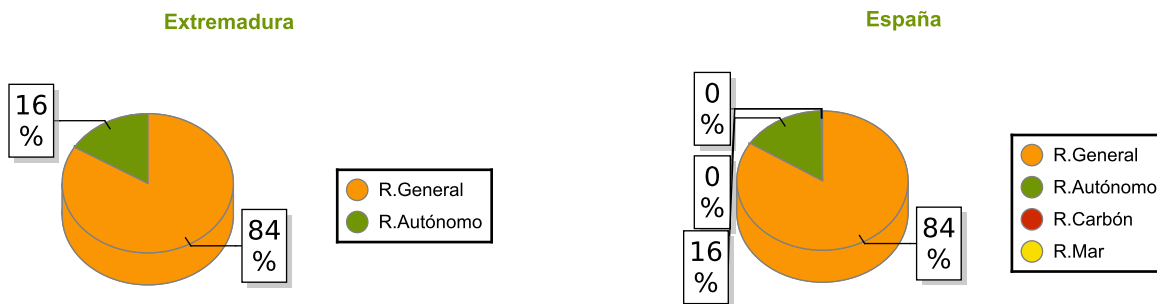 Extremadura
16
%
84
%
R.General
R.Autónomo
España
0
%
0
%
16
%
84
%
R.General
R.Autónomo
R.Carbón
R.Mar